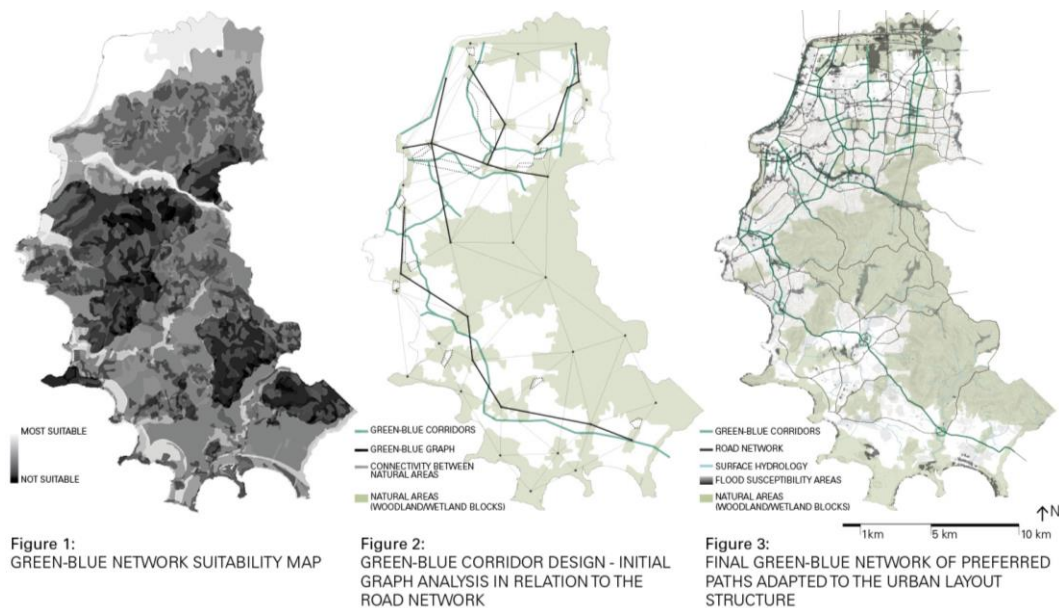 MOST SUITABLE
NOT SUITABLE
Figure 1:
GREEN-BLUE NETWORK SUITABILITY MAP
GREEN-BLUE CORRIDORS
GREEN-BLUE GRAPH
CONNECTIVITY BETWEEN
NATURAL AREAS
NATURAL AREAS
(WOODLAND/WETLAND BLOCKS)
Figure 2:
GREEN-BLUE CORRIDOR DESIGN - INITIAL
GRAPH ANALYSIS IN RELATION TO THE
ROAD NETWORK
GREEN-BLUE CORRIDORS
ROAD NETWORK
SURFACE HYDROLOGY
FLOOD SUSCEPTIBILITY AREAS
NATURAL AREAS
(WOODLAND/WETLAND BLOCKS)
N
1km 5 km 10 km
Figure 3:
FINAL GREEN-BLUE NETWORK OF PREFERRED
PATHS ADAPTED TO THE URBAN LAYOUT
STRUCTURE